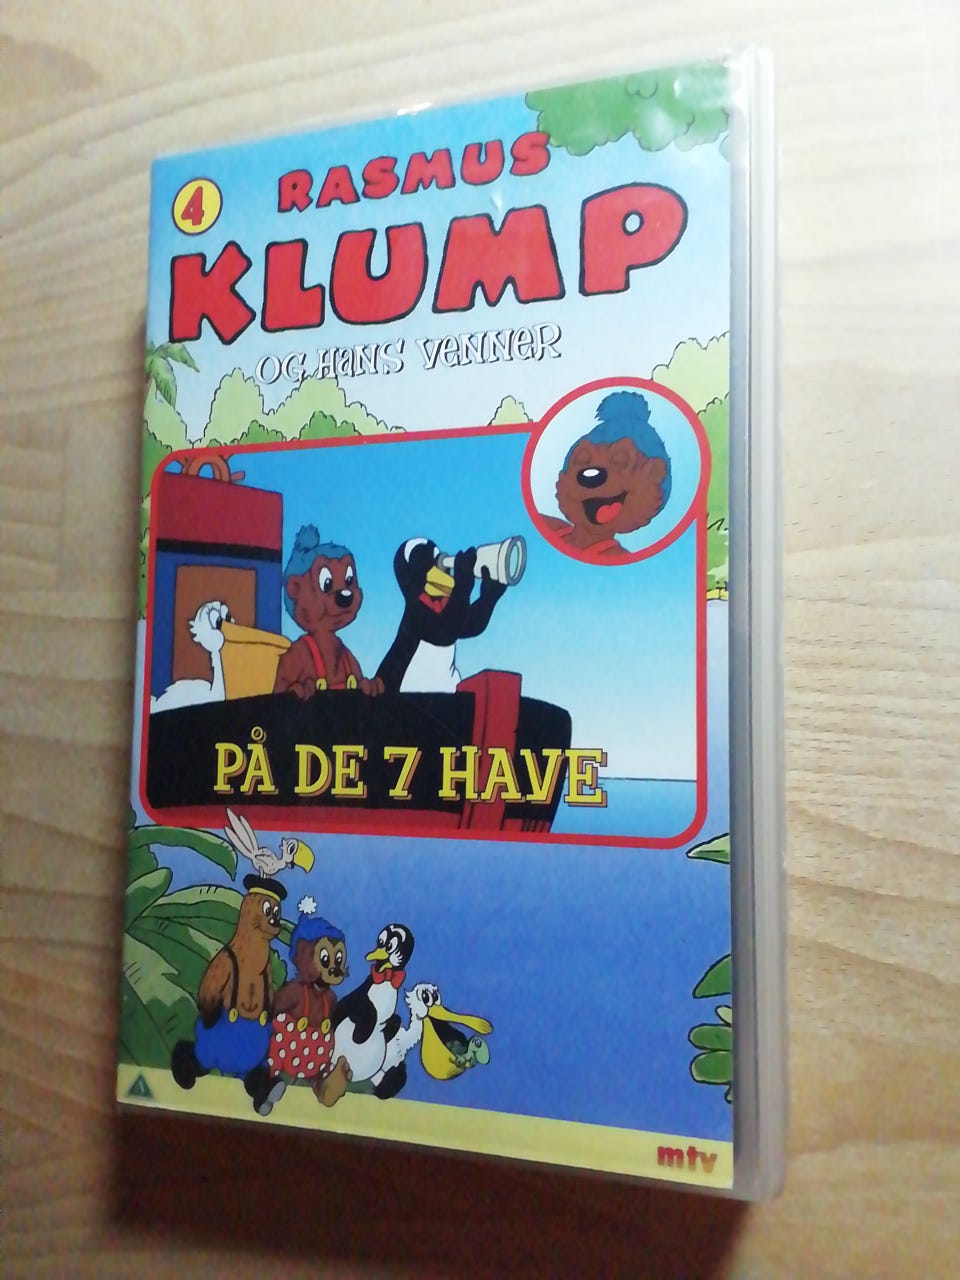 4
RASMUS
KLUMP
OG HANS VENNER
PÅ DE 7 HAVE
mtv